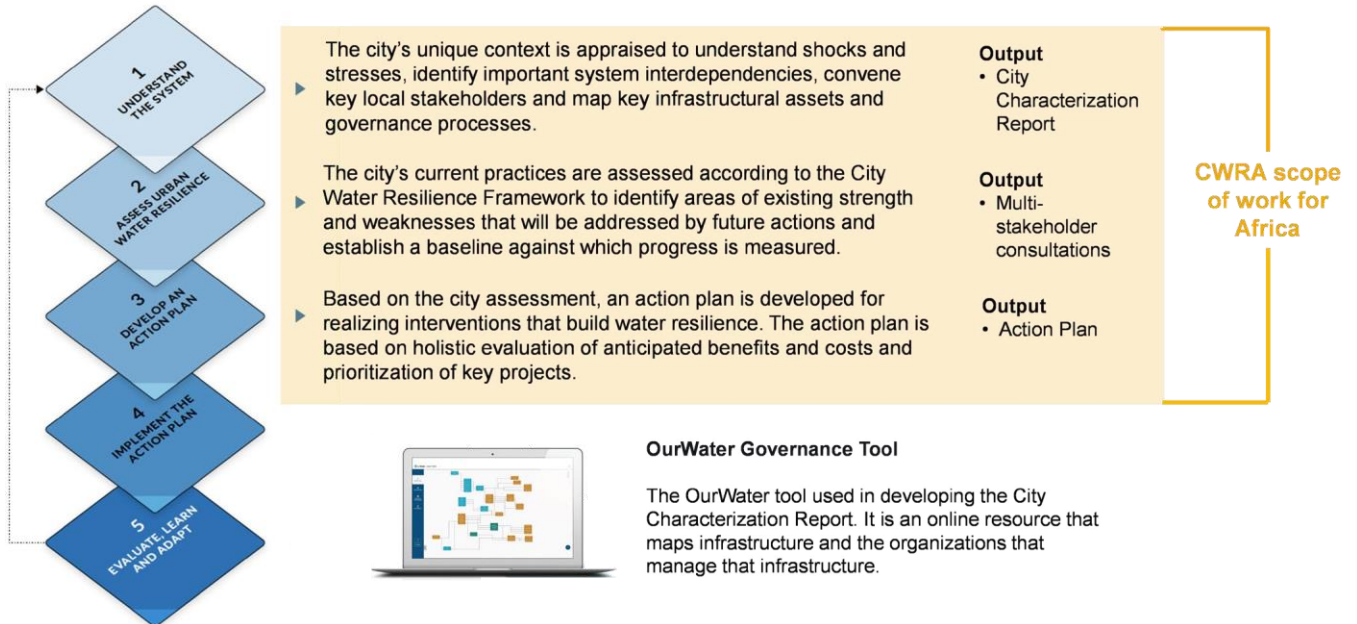 1
UNDERSTAND
THE SYSTEM
The city’s unique context is appraised to understand shocks and
stresses, identify important system interdependencies, convene
key local stakeholders and map key infrastructural assets and
governance processes.
Output
• City
Characterization
Report
2
ASSESS URBAN
WATER RESILIENCE
The city’s current practices are assessed according to the City
Water Resilience Framework to identify areas of existing strength
and weaknesses that will be addressed by future actions and
establish a baseline against which progress is measured.
Output
• Multi-
stakeholder
consultations
3
DEVELOP AN
ACTION PLAN
Based on the city assessment, an action plan is developed for
realizing interventions that build water resilience. The action plan is
based on holistic evaluation of anticipated benefits and costs and
prioritization of key projects.
Output
• Action Plan
CWRA scope
of work for
Africa
4
IMPLEMENT THE
ACTION PLAN
5
EVALUATE, LEARN
AND ADAPT
OurWater Governance Tool
The OurWater tool used in developing the City
Characterization Report. It is an online resource that
maps infrastructure and the organizations that
manage that infrastructure.